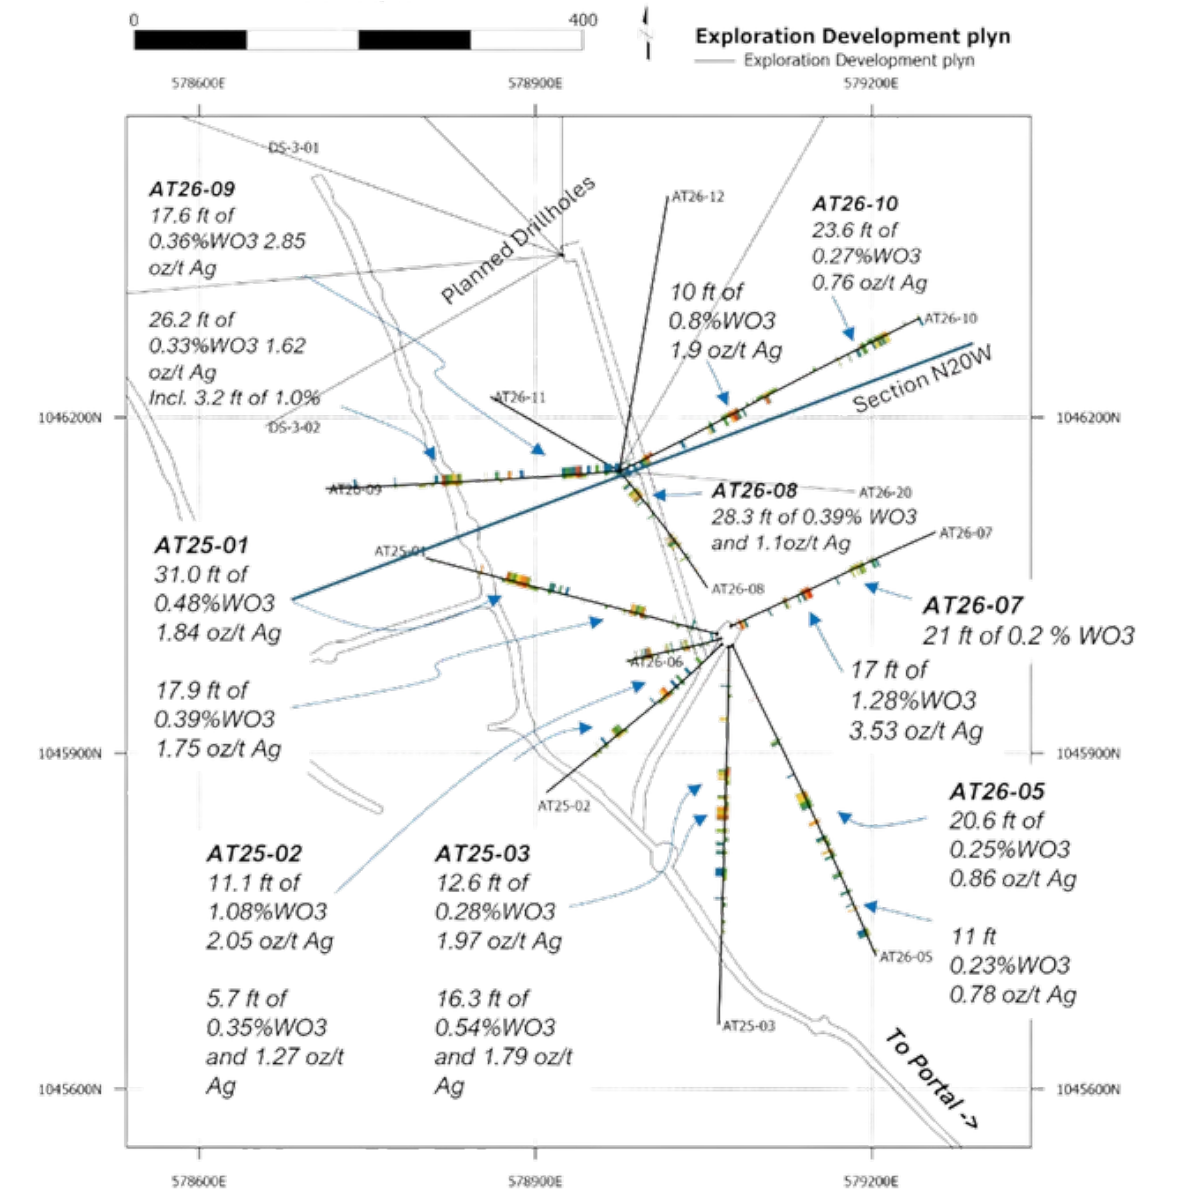 0
400
Exploration Development plyn
Exploration Development plyn
578600E
578900E
579200E
DS-3-01
AT26-09
17.6 ft of
0.36%WO3 2.85
oz/t Ag
26.2 ft of
0.33%WO3 1.62
oz/t Ag
Incl. 3.2 ft of 1.0%
DS-3-02
Planned Drillholes
AT26-12
AT26-10
23.6 ft of
0.27%WO3
0.76 oz/t Ag
10 ft of
0.8%WO3
1.9 oz/t Ag
AT26-10
Section N20W
AT26-11
1046200N
1046200N
AT26-09
AT26-08
28.3 ft of 0.39% WO3
and 1.1oz/t Ag
AT26-20
AT26-07
AT25-01
31.0 ft of
0.48%WO3
1.84 oz/t Ag
17.9 ft of
0.39%WO3
1.75 oz/t Ag
AT25-01
AT26-08
AT26-07
21 ft of 0.2 % WO3
17 ft of
1.28%WO3
3.53 oz/t Ag
AT26-06
1045900N
1045900N
AT25-02
AT26-05
20.6 ft of
0.25%WO3
0.86 oz/t Ag
AT25-02
11.1 ft of
1.08%WO3
2.05 oz/t Ag
5.7 ft of
0.35%WO3
and 1.27 oz/t
Ag
AT25-03
12.6 ft of
0.28%WO3
1.97 oz/t Ag
16.3 ft of
0.54%WO3
and 1.79 oz/t
Ag
11 ft
0.23%WO3
0.78 oz/t Ag
AT26-05
AT25-03
To Portal ->
1045600N
1045600N
578600E
578900E
579200E